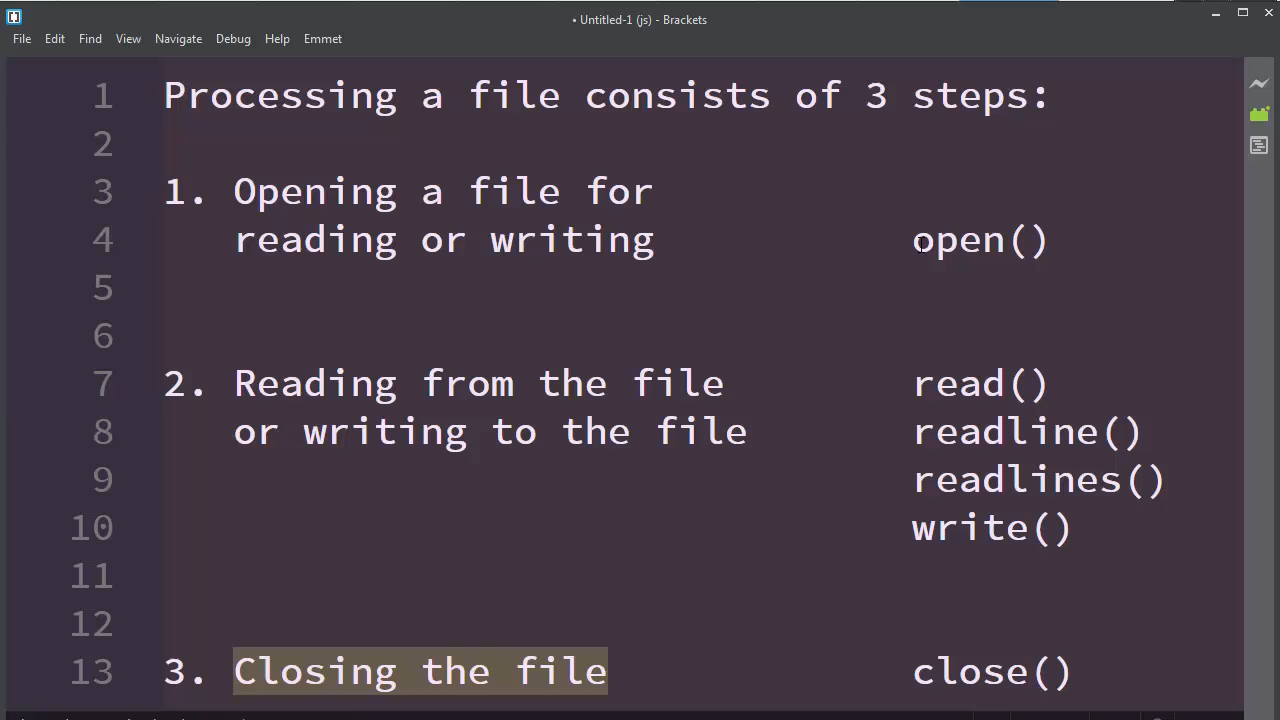 • Untitled-1 (js) - Brackets
File Edit Find View Navigate Debug Help Emmet
1 Processing a file consists of 3 steps:
2
3 1. Opening a file for
4 reading or writing open()
5
6
7 2. Reading from the file read()
8 or writing to the file readline()
9 readlines()
10 write()
11
12
13 3. Closing the file close()